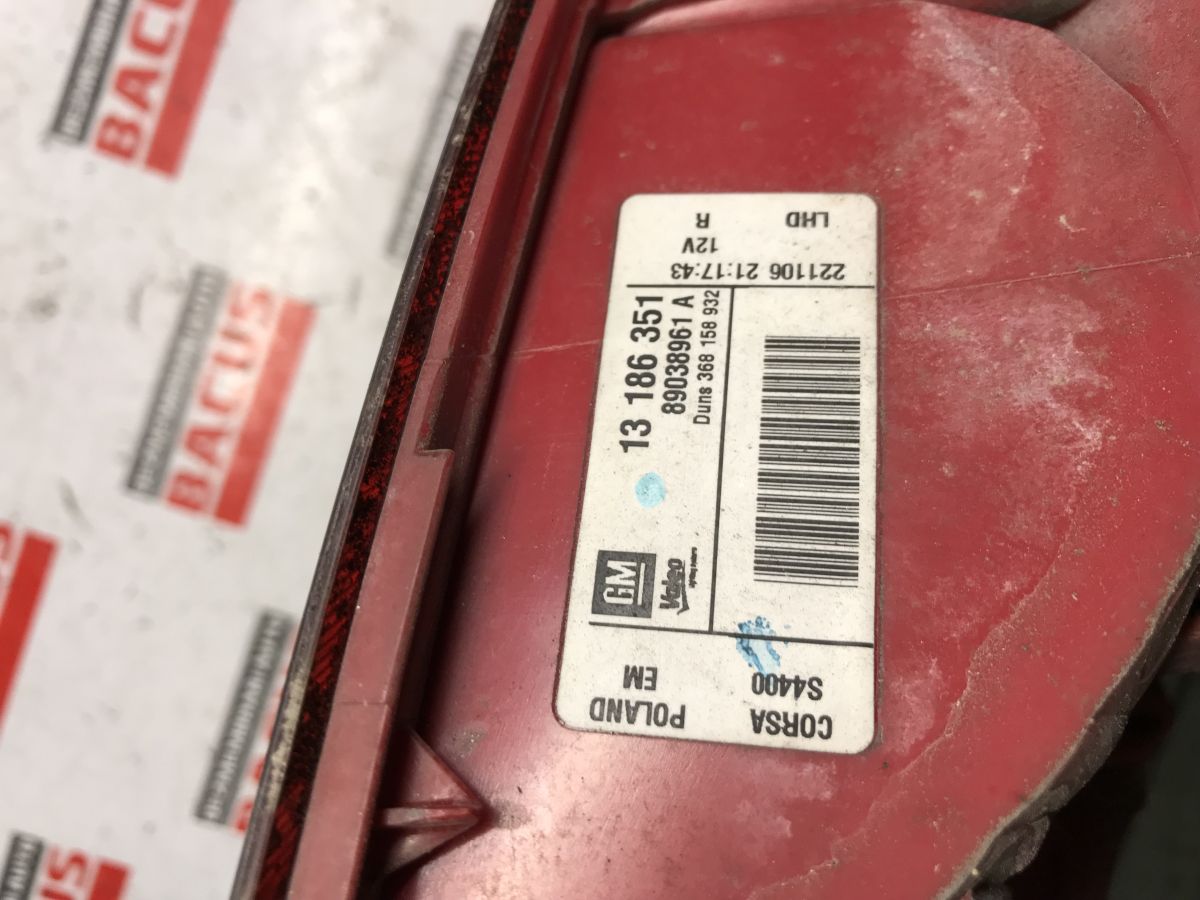 CORSA
S4400
POLAND
EM
GM
Valeo
13 186 351
89038961 A
Duns 368 158 932
221106 21:17:43
12V
LHD R
BACUS
BACUS